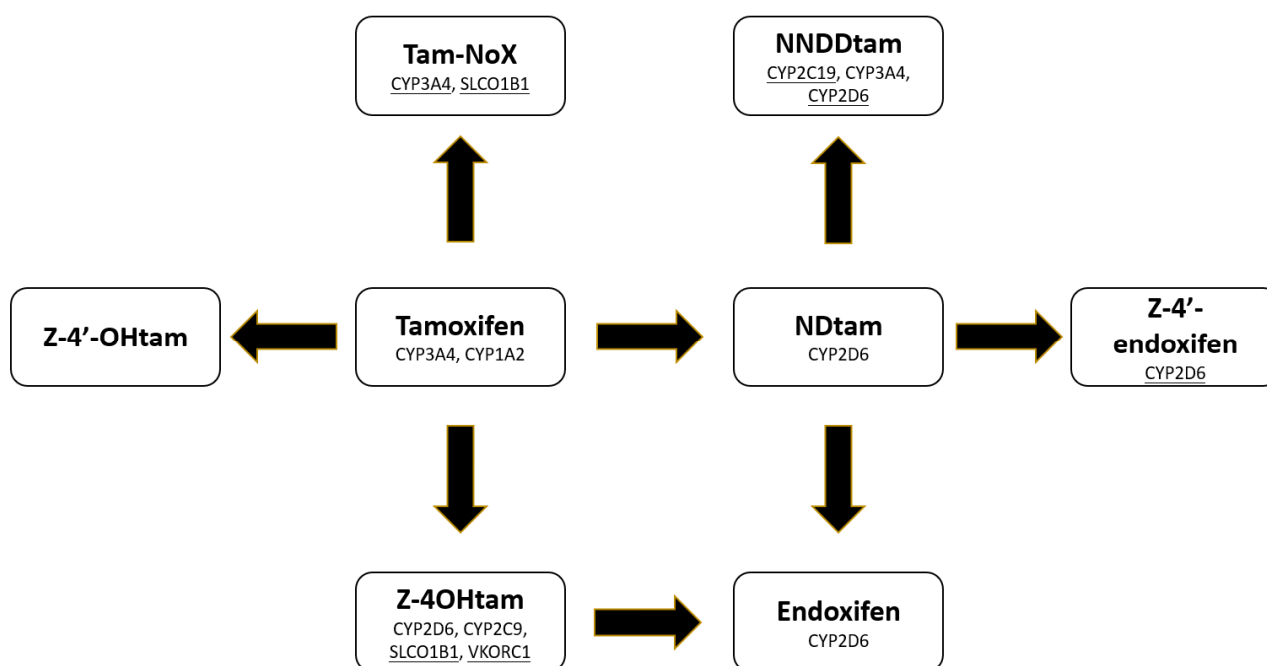 Tam-NoX
CYP3A4, SLCO1B1
NNDDtam
CYP2C19, CYP3A4,
CYP2D6
Z-4’-OHtam
Tamoxifen
CYP3A4, CYP1A2
NDtam
CYP2D6
Z-4’-
endoxifen
CYP2D6
Z-4OHtam
CYP2D6, CYP2C9,
SLCO1B1, VKORC1
Endoxifen
CYP2D6